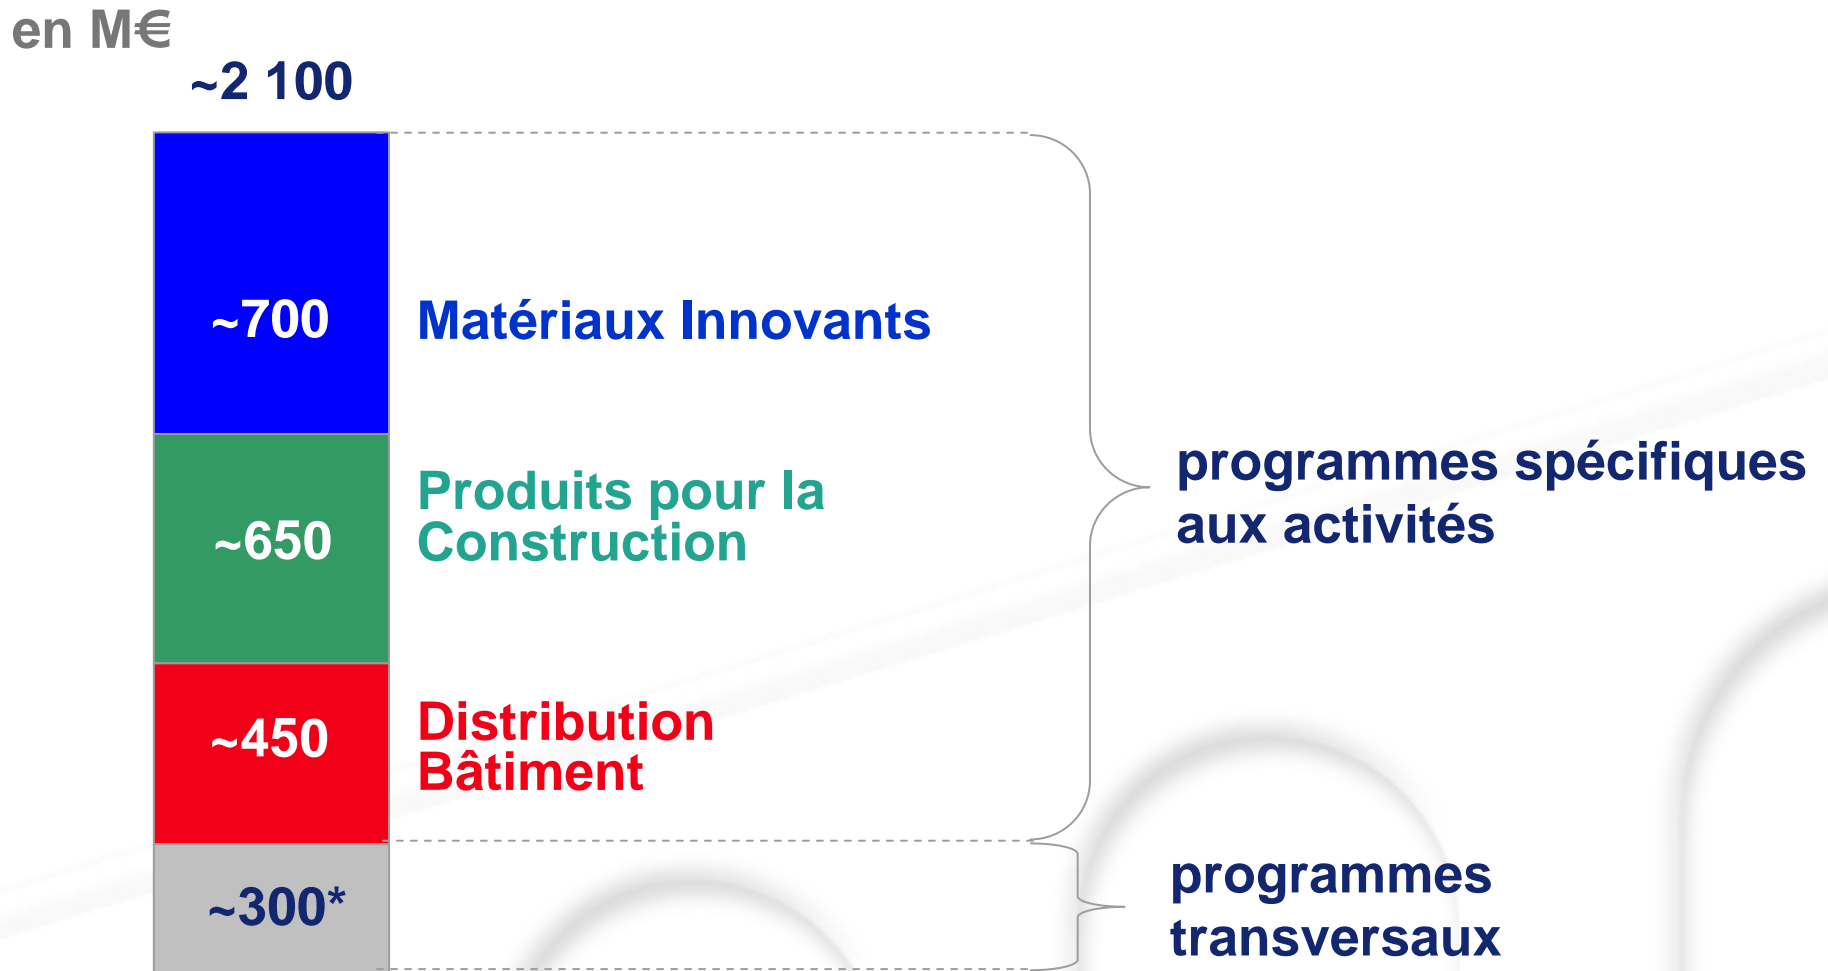 en M€
~2 100
~700
Matériaux Innovants
~650
Produits pour la
Construction
programmes spécifiques
aux activités
~450
Distribution
Bâtiment
~300*
programmes
transversaux